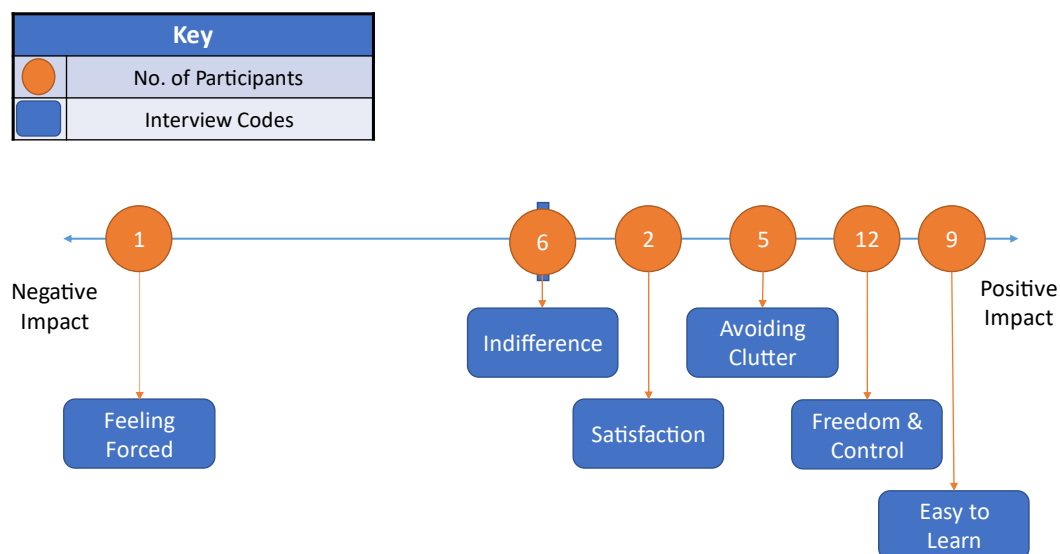 Key
No. of Participants
Interview Codes
1
6
2
5
12
9
Negative
Impact
Positive
Impact
Indifference
Avoiding
Clutter
Feeling
Forced
Satisfaction
Freedom &
Control
Easy to
Learn